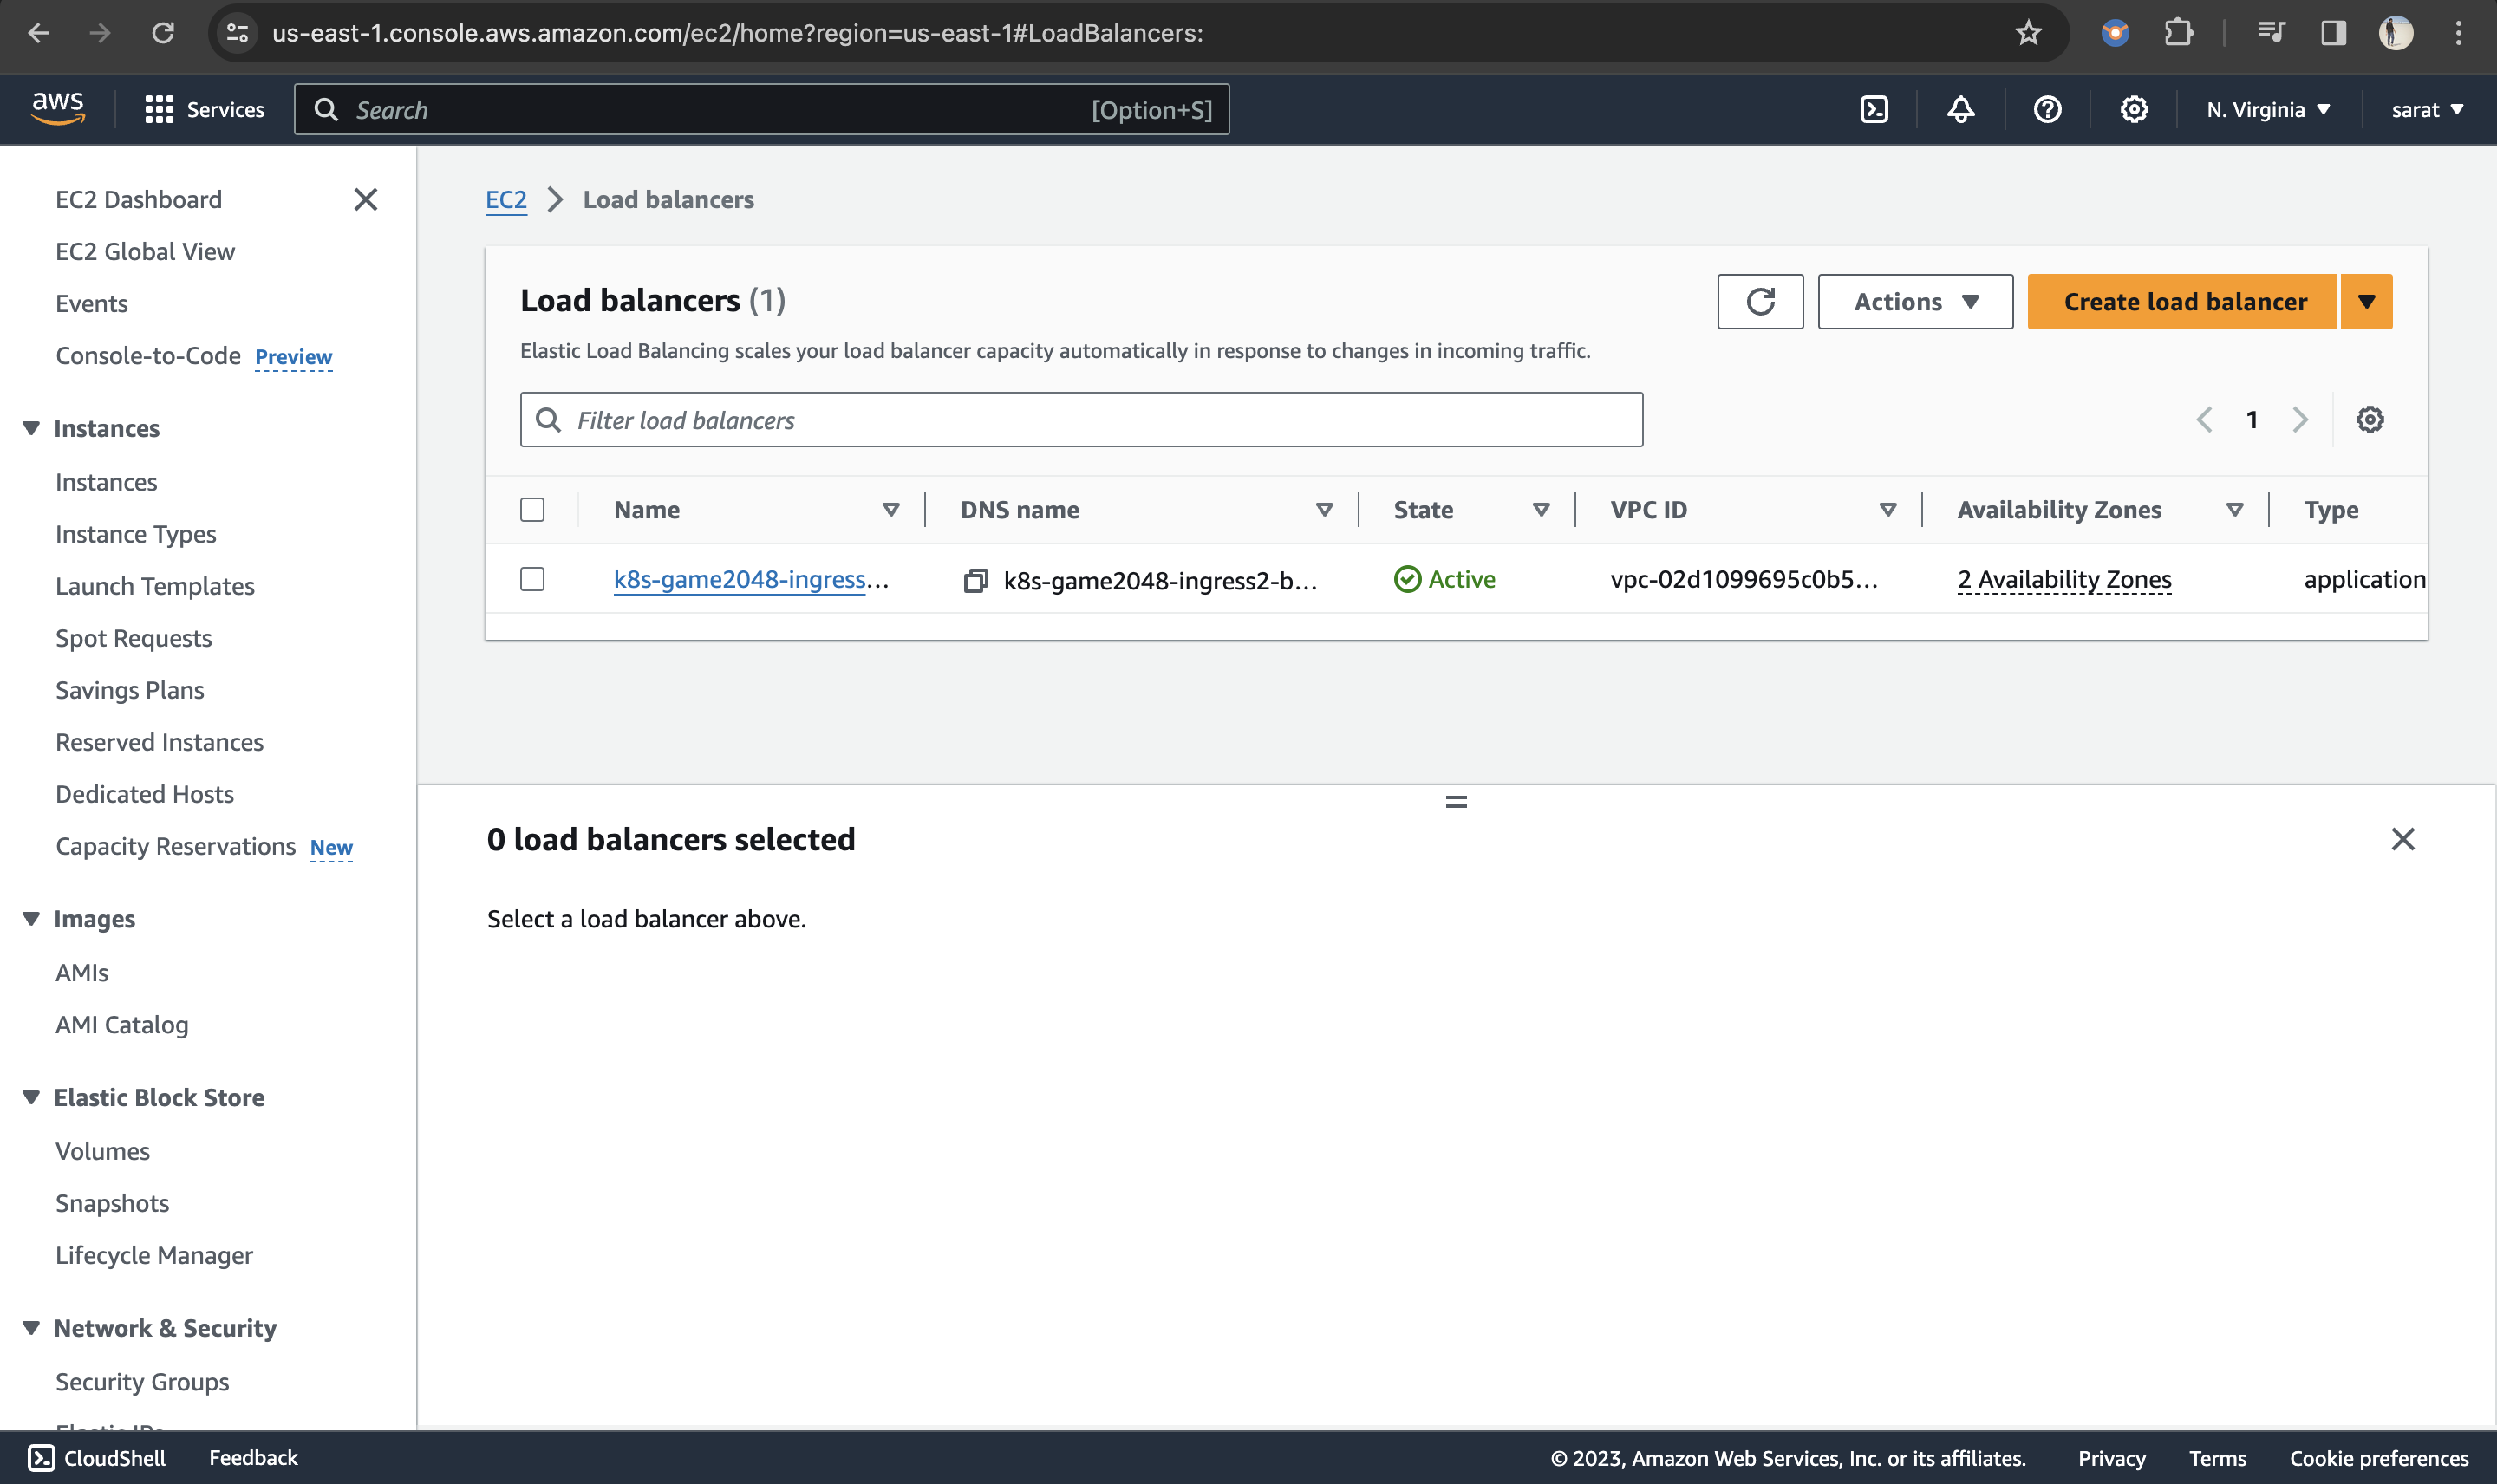 us-east-1.console.aws.amazon.com/ec2/home?region=us-east-1#LoadBalancers:
aws
Services
Search
[Option+S]
N. Virginia
sarat
EC2 Dashboard
EC2 Global View
Events
Console-to-Code Preview
Instances
Instances
Instance Types
Launch Templates
Spot Requests
Savings Plans
Reserved Instances
Dedicated Hosts
Capacity Reservations New
Images
AMIs
AMI Catalog
Elastic Block Store
Volumes
Snapshots
Lifecycle Manager
Network & Security
Security Groups
EC2 > Load balancers
Load balancers (1)
Actions
Create load balancer
Elastic Load Balancing scales your load balancer capacity automatically in response to changes in incoming traffic.
Filter load balancers
1
Name DNS name State VPC ID Availability Zones Type
k8s-game2048-ingress... k8s-game2048-ingress2-b... Active vpc-02d1099695c0b5... 2 Availability Zones application
0 load balancers selected
Select a load balancer above.
CloudShell
Feedback
© 2023, Amazon Web Services, Inc. or its affiliates.
Privacy
Terms
Cookie preferences